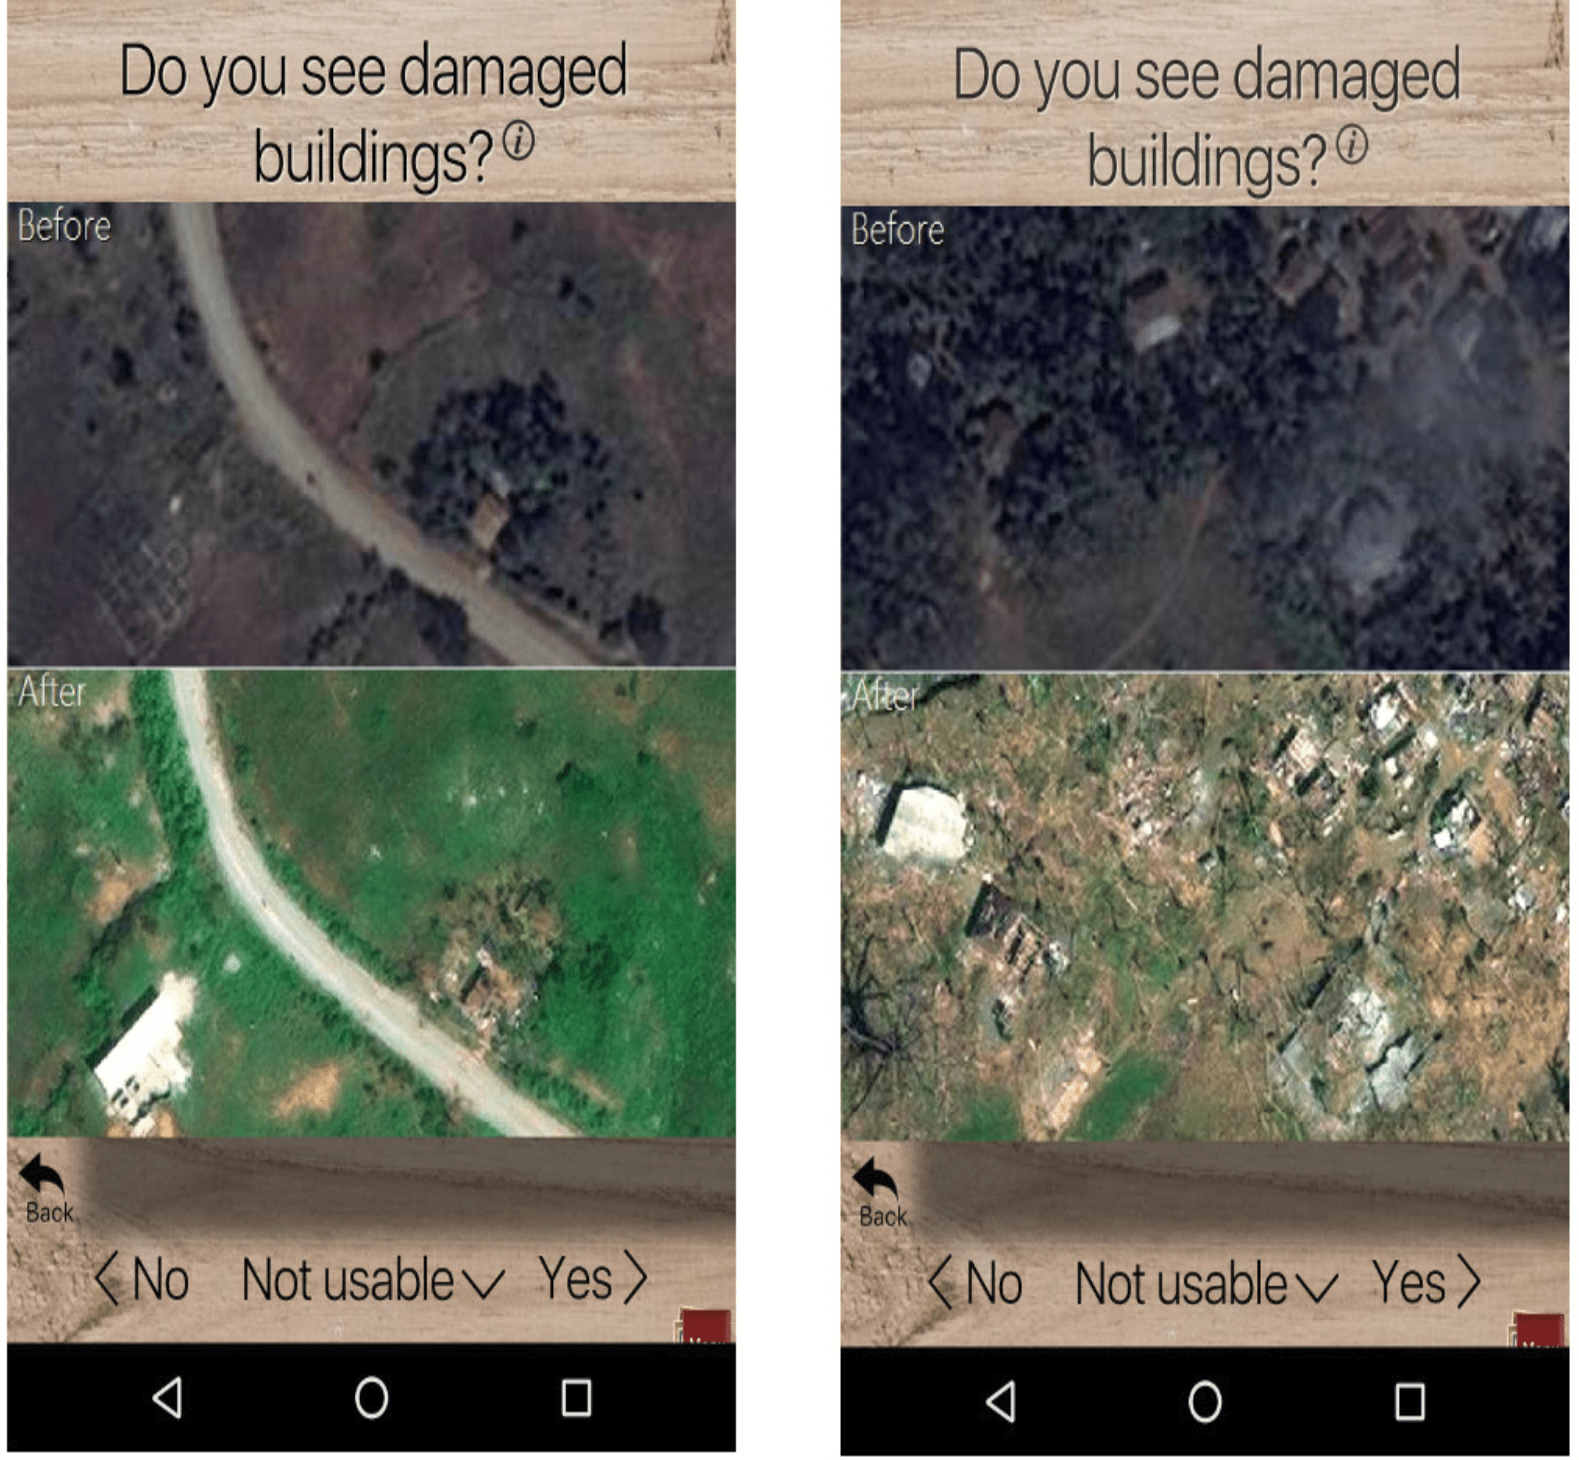 Do you see damaged
buildings? i
Before
After
Back
No Not usable Yes
Do you see damaged
buildings? i
Before
After
Back
No Not usable Yes